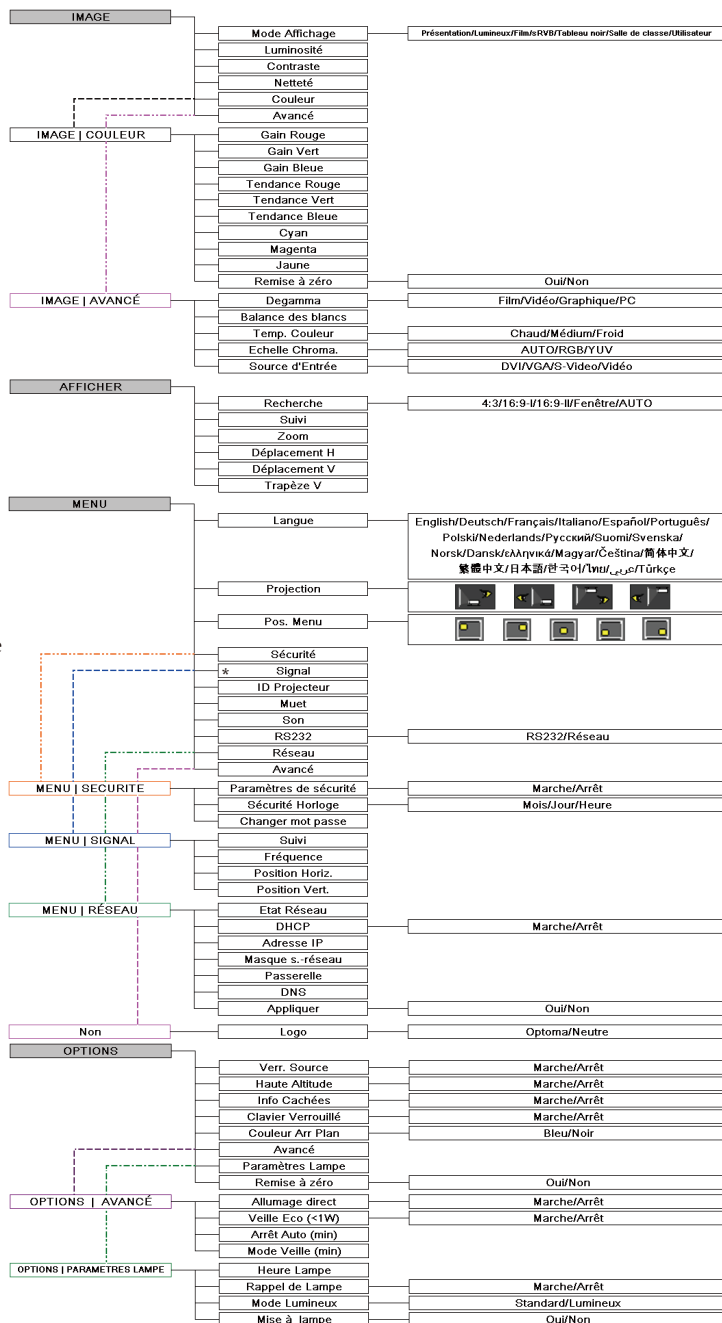 IMAGE
Mode Affichage Présentation/Lumineux/Film/sRVB/Tableau noir/Salle de classe/Utilisateur
Luminosité
Contraste
Netteté
Couleur
Avancé
IMAGE | COULEUR Gain Rouge
Gain Vert
Gain Bleue
Tendance Rouge
Tendance Vert
Tendance Bleue
Cyan
Magenta
Jaune
Remise à zéro Oui/Non
IMAGE | AVANCÉ Degamma Film/Vidéo/Graphique/PC
Balance des blancs
Temp. Couleur Chaud/Médium/Froid
Echelle Chroma. AUTO/RGB/YUV
Source d'Entrée DVI/VGA/S-Video/Vidéo
AFFICHER
Recherche 4:3/16:9-I/16:9-II/Fenêtre/AUTO
Suivi
Zoom
Déplacement H
Déplacement V
Trapèze V
MENU
Langue English/Deutsch/Français/Italiano/Español/Português/
Polski/Nederlands/Русский/Suomi/Svenska/
Norsk/Dansk/ελληνικά/Magyar/Čeština/简体中文/
繁體中文/日本語/한국어/ไทย/عربي/Türkçe
Projection
Pos. Menu
e
Sécurité
* Signal
ID Projecteur
Muet
Son
RS232 RS232/Réseau
Réseau
Avancé
MENU | SECURITE Paramètres de sécurité Marche/Arrêt
Sécurité Horloge Mois/Jour/Heure
Changer mot passe
MENU | SIGNAL Suivi
Fréquence
Position Horiz.
Position Vert.
MENU | RÉSEAU Etat Réseau
DHCP Marche/Arrêt
Adresse IP
Masque s.-réseau
Passerelle
DNS
Appliquer Oui/Non
Non Logo Optoma/Neutre
OPTIONS
Verr. Source Marche/Arrêt
Haute Altitude Marche/Arrêt
Info Cachées Marche/Arrêt
Clavier Verrouillé Marche/Arrêt
Couleur Arr Plan Bleu/Noir
Avancé
Paramètres Lampe
Remise à zéro Oui/Non
OPTIONS | AVANCÉ Allumage direct Marche/Arrêt
Veille Eco (<1W) Marche/Arrêt
Arrêt Auto (min)
Mode Veille (min)
OPTIONS | PARAMETRES LAMPE Heure Lampe
Rappel de Lampe Marche/Arrêt
Mode Lumineux Standard/Lumineux
Mise à lampe Oui/Non